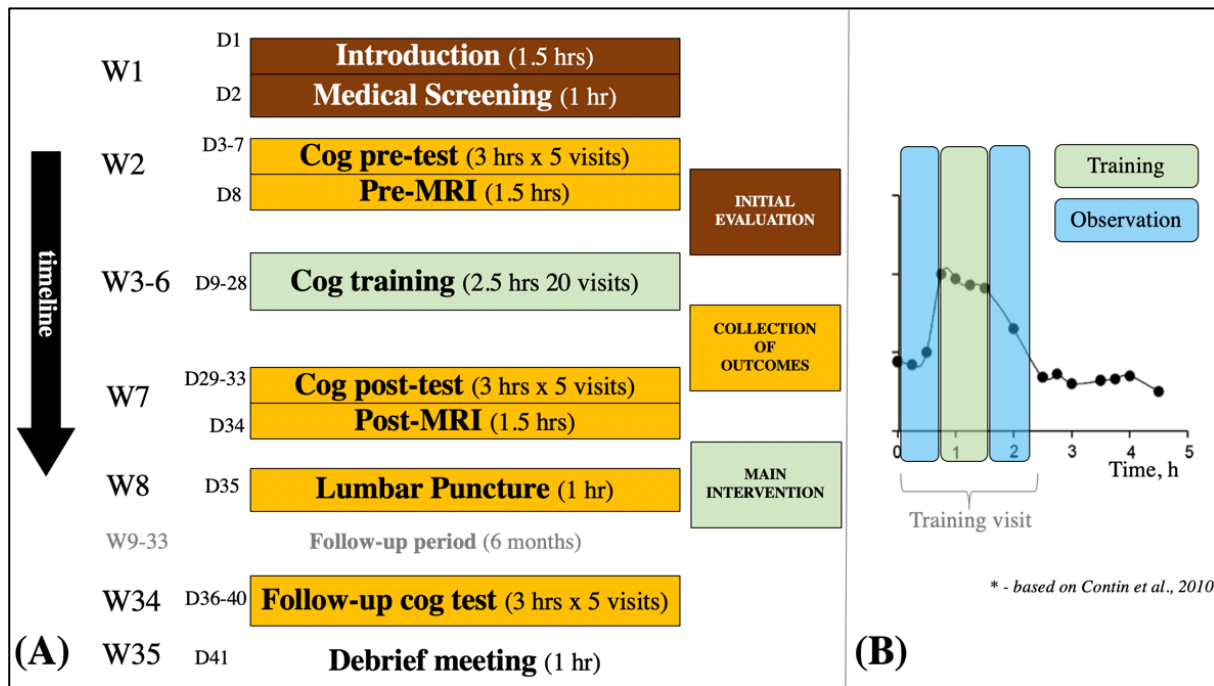 D1
W1
Introduction (1.5 hrs)
D2
Medical Screening (1 hr)
W2
D3-7
Cog pre-test (3 hrs x 5 visits)
D8
Pre-MRI (1.5 hrs)
timeline
W3-6
D9-28
Cog training (2.5 hrs 20 visits)
W7
D29-33
Cog post-test (3 hrs x 5 visits)
D34
Post-MRI (1.5 hrs)
W8
D35
Lumbar Puncture (1 hr)
W9-33
Follow-up period (6 months)
W34
D36-40
Follow-up cog test (3 hrs x 5 visits)
(A)
W35
D41
Debrief meeting (1 hr)
INITIAL
EVALUATION
COLLECTION
OF
OUTCOMES
MAIN
INTERVENTION
Training
Observation
0 1 2 3 4 5
Time, h
Training visit
* - based on Contin et al., 2010
(B)